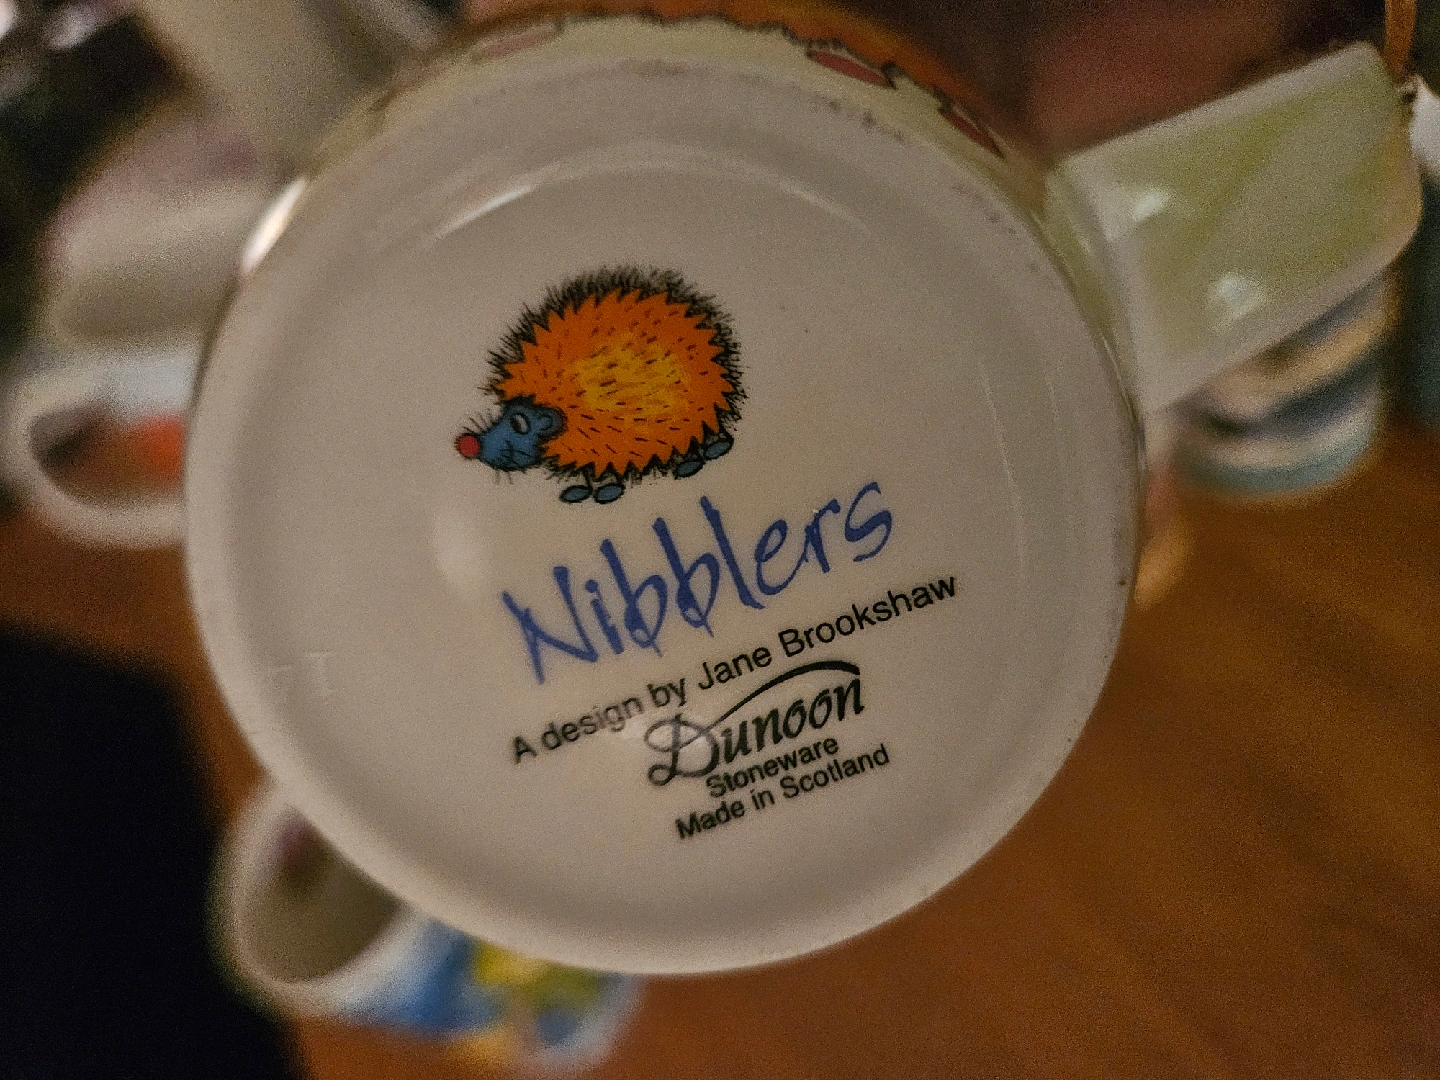 Nibblers
A design by Jane Brookshaw
Dunoon
Stoneware
Made in Scotland